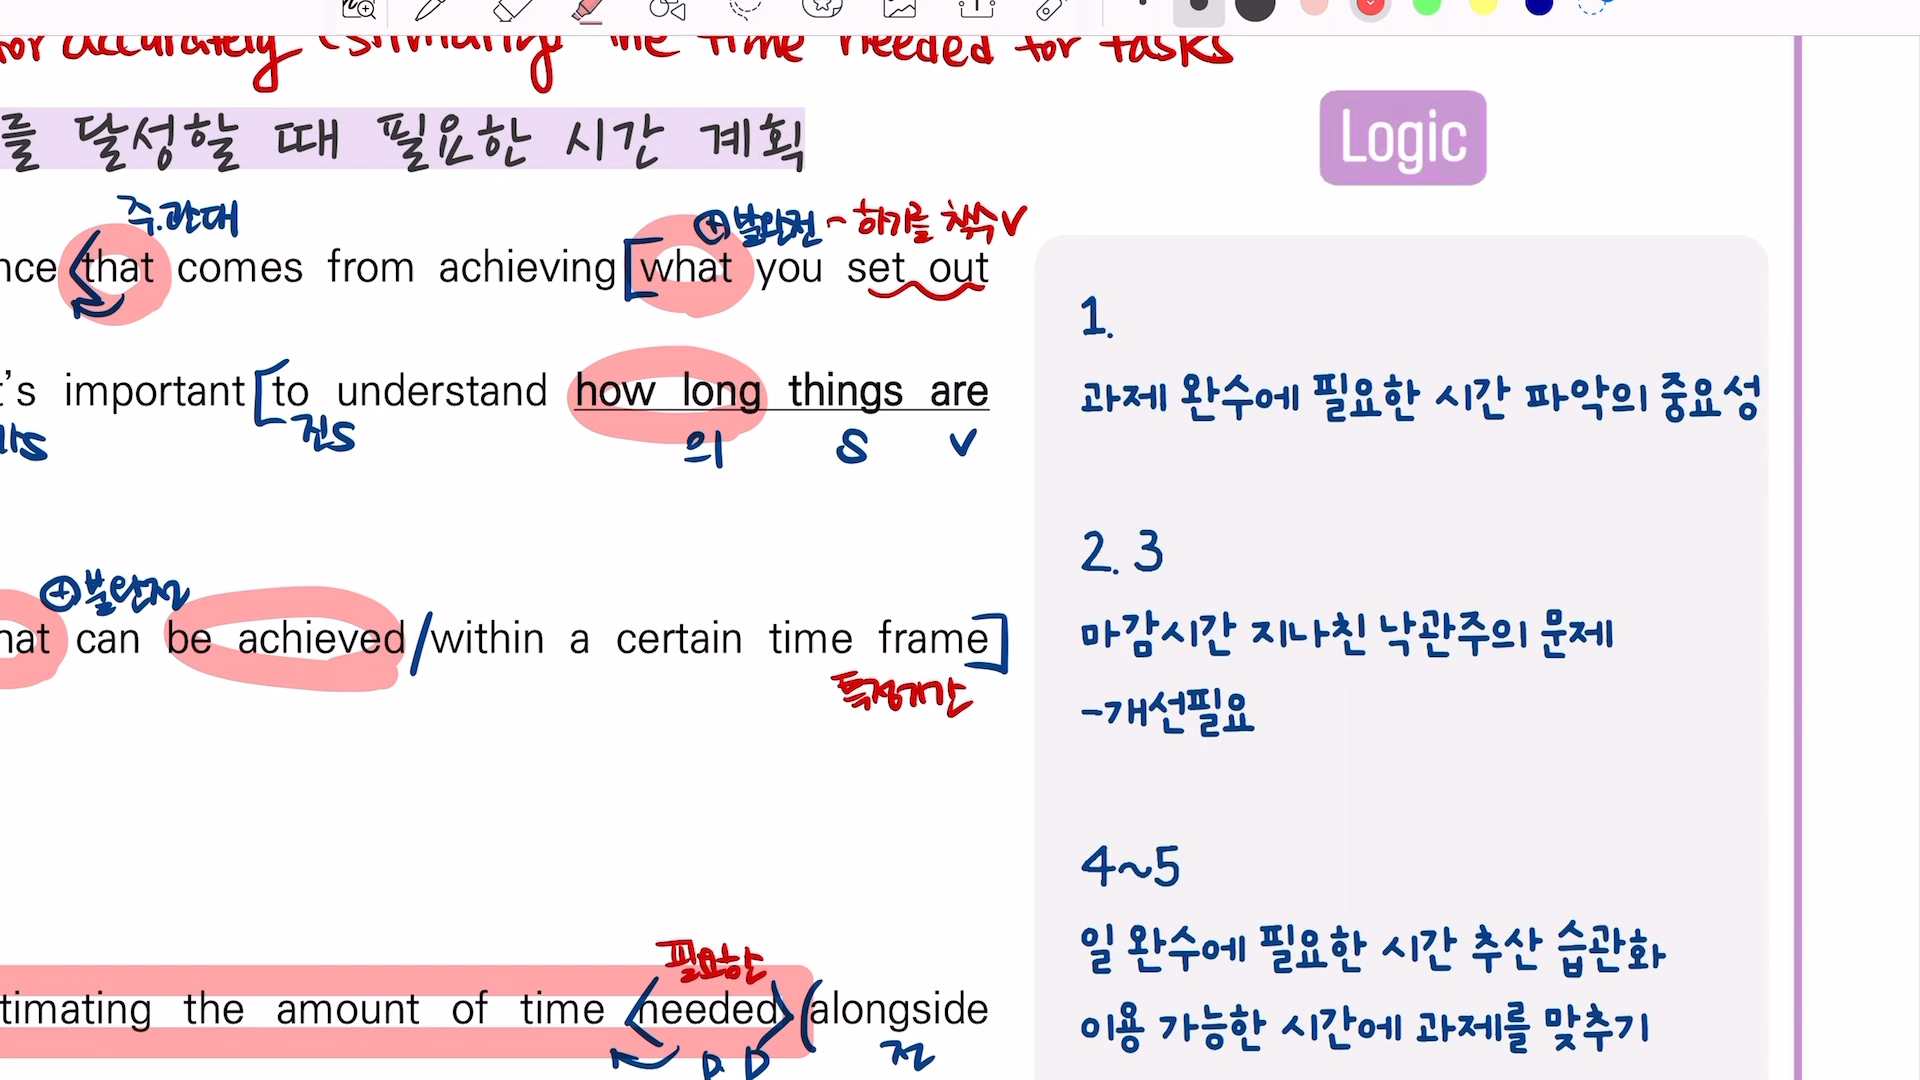 for accurately estimating the time needed for tasks
를 달성할 때 필요한 시간 계획
Logic
주.관대
+불완전 ~하기를 착수V
that comes from achieving [what you set out
't's important [to understand how long things are
진S
의 S V
+불완전
hat can be achieved / within a certain time frame]
특정기간
필요한
timating the amount of time <needed> (alongside
p.p 전
1.
과제 완수에 필요한 시간 파악의 중요성
2. 3
마감시간 지나친 낙관주의 문제
-개선필요
4~5
일 완수에 필요한 시간 추산 습관화
이용 가능한 시간에 과제를 맞추기